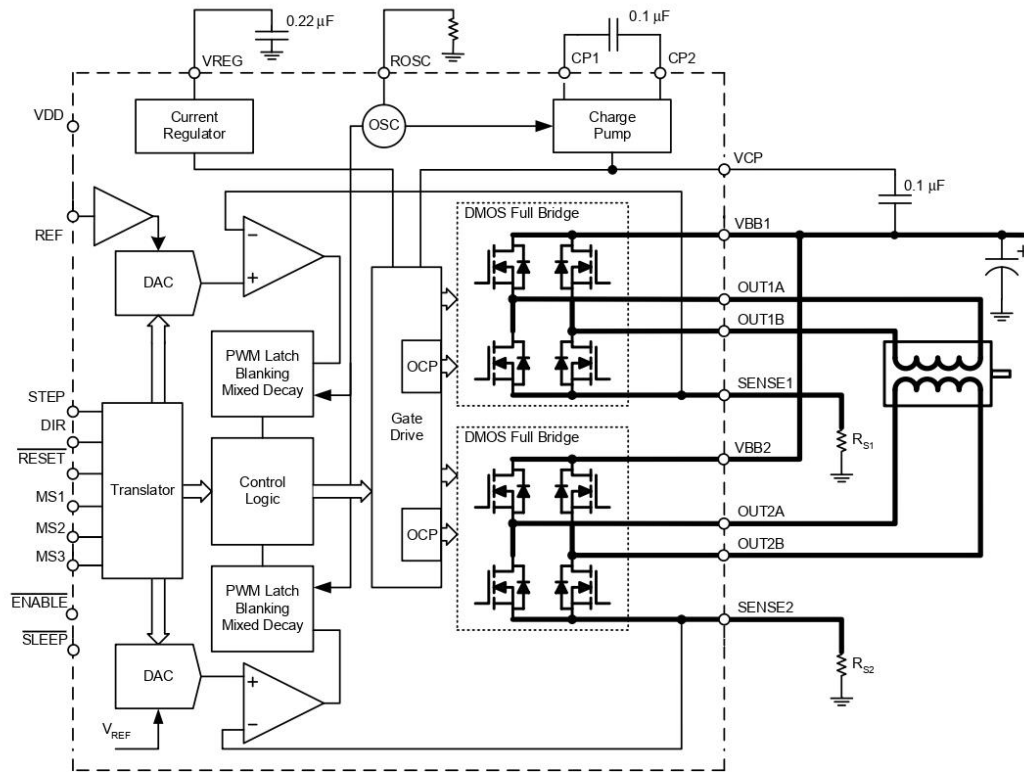 0.22 μF
0.1 μF
VREG
ROSC
CP1
CP2
VDD
Current
Regulator
OSC
Charge
Pump
VCP
0.1 μF
REF
DMOS Full Bridge
VBB1
+
−
+
DAC
OUT1A
OUT1B
PWM Latch
Blanking
Mixed Decay
OCP
SENSE1
STEP
DIR
RESET
MS1
MS2
MS3
Translator
Control
Logic
Gate
Drive
DMOS Full Bridge
RS1
VBB2
OUT2A
OCP
OUT2B
PWM Latch
Blanking
Mixed Decay
ENABLE
SLEEP
SENSE2
DAC
+
−
RS2
VREF